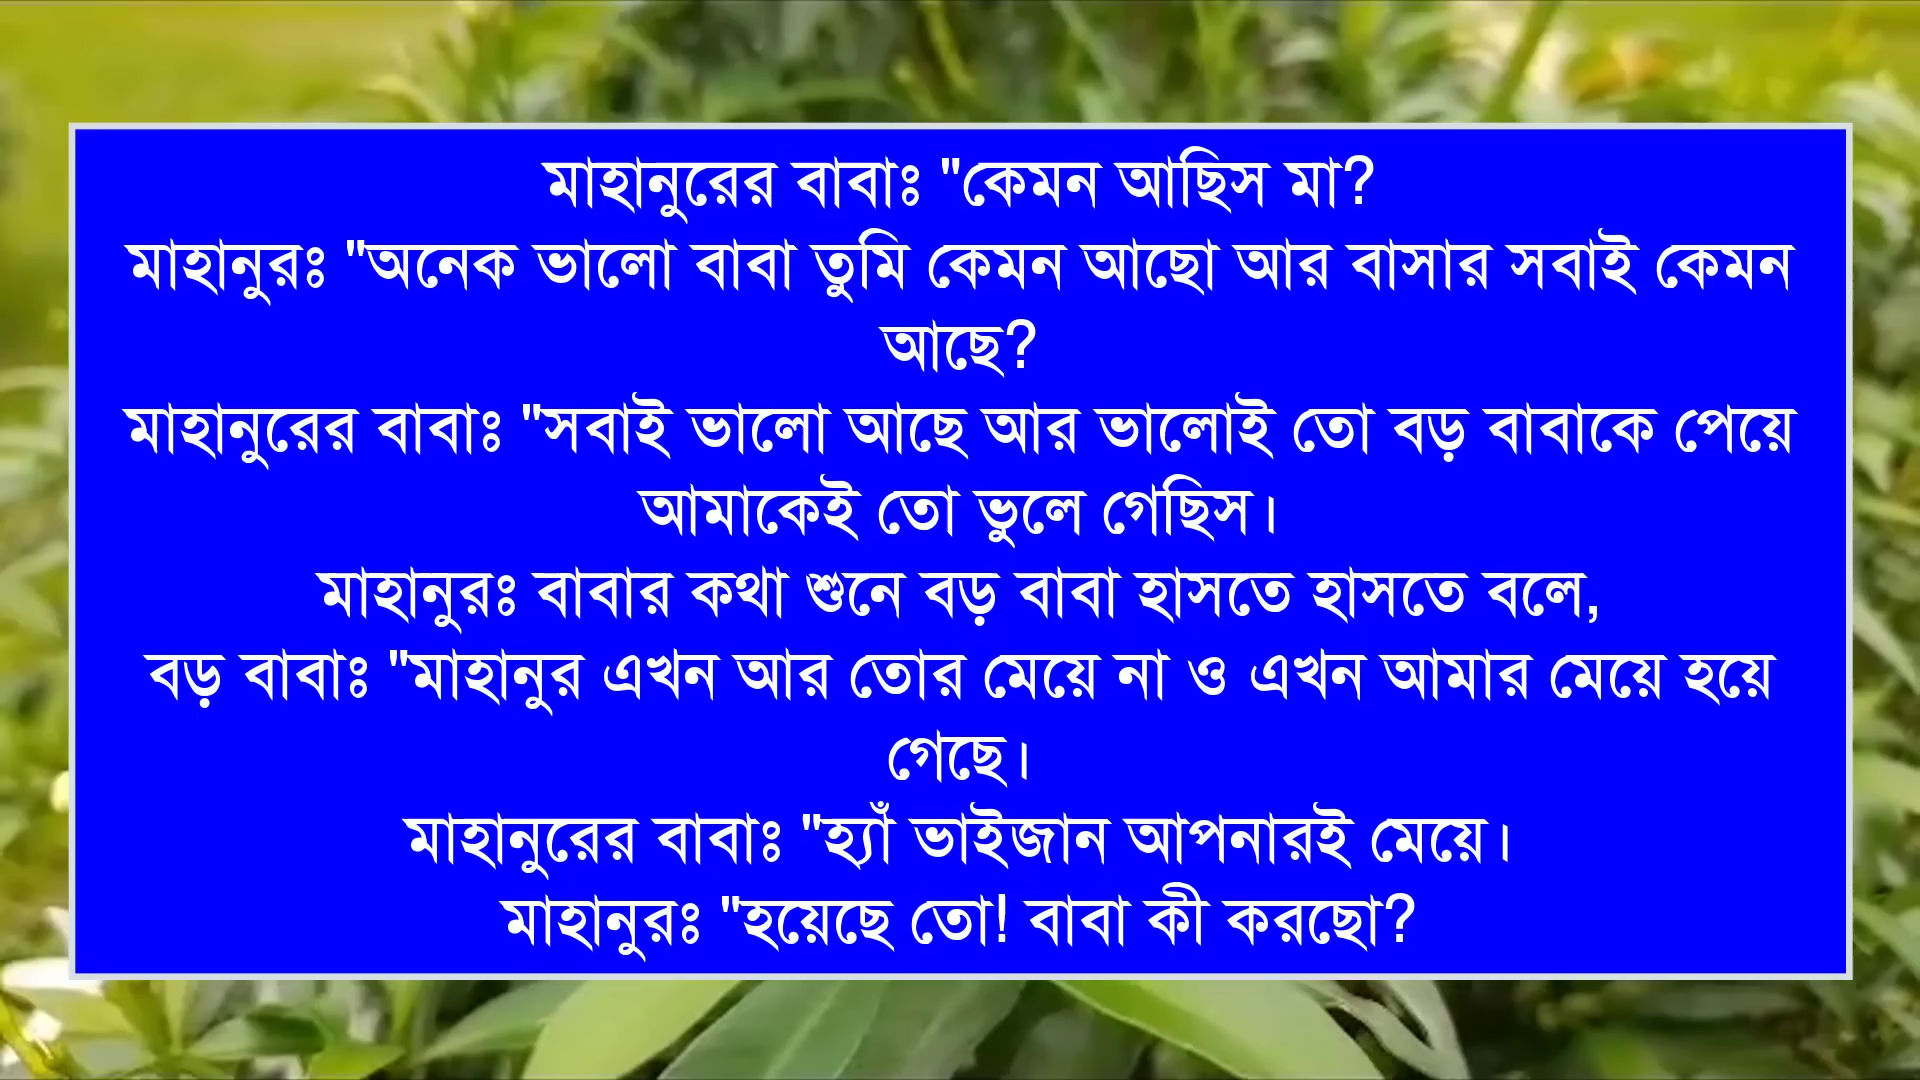 মাহানুরের বাবাঃ "কেমন আছিস মা?
মাহানুরঃ "অনেক ভালো বাবা তুমি কেমন আছো আর বাসার সবাই কেমন
আছে?
মাহানুরের বাবাঃ "সবাই ভালো আছে আর ভালোই তো বড় বাবাকে পেয়ে
আমাকেই তো ভুলে গেছিস।
মাহানুরঃ বাবার কথা শুনে বড় বাবা হাসতে হাসতে বলে,
বড় বাবাঃ "মাহানুর এখন আর তোর মেয়ে না ও এখন আমার মেয়ে হয়ে
গেছে।
মাহানুরের বাবাঃ "হ্যাঁ ভাইজান আপনারই মেয়ে।
মাহানুরঃ "হয়েছে তো! বাবা কী করছো?